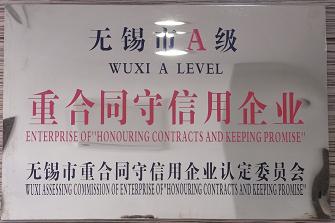 无锡市A级
WUXI A LEVEL
重合同守信用企业
ENTERPRISE OF"HONOURING CONTRACTS AND KEEPING PROMISE"
无锡市重合同守信用企业认定委员会
WUXI ASSESSING COMMISSION OF ENTERPRISE OF"HONOURING CONTRACTS AND KEEPING PROMISE"